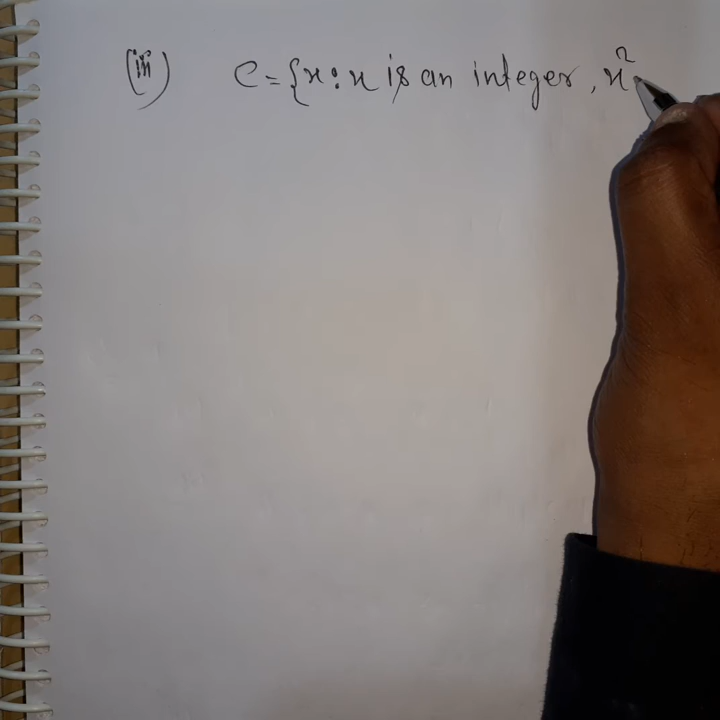 (iii) C = {x : x is an integer, x²